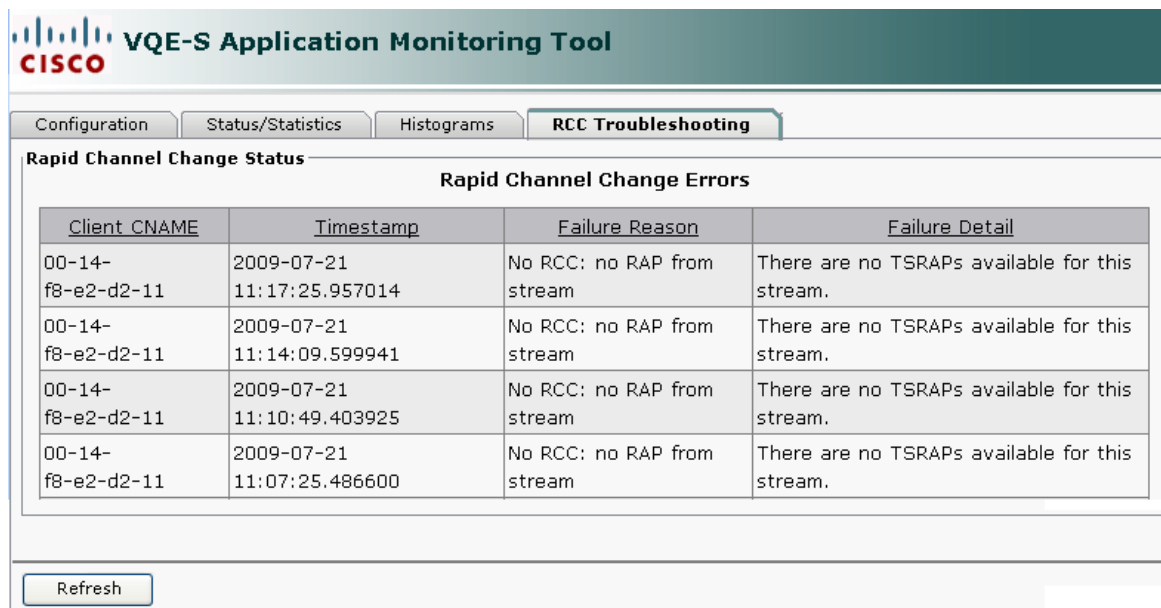 CISCO VQE-S Application Monitoring Tool
Configuration Status/Statistics Histograms RCC Troubleshooting
Rapid Channel Change Status
Rapid Channel Change Errors
Client CNAME Timestamp Failure Reason Failure Detail
00-14- 2009-07-21 No RCC: no RAP from There are no TSRAPs available for this
f8-e2-d2-11 11:17:25.957014 stream stream.
00-14- 2009-07-21 No RCC: no RAP from There are no TSRAPs available for this
f8-e2-d2-11 11:14:09.599941 stream stream.
00-14- 2009-07-21 No RCC: no RAP from There are no TSRAPs available for this
f8-e2-d2-11 11:10:49.403925 stream stream.
00-14- 2009-07-21 No RCC: no RAP from There are no TSRAPs available for this
f8-e2-d2-11 11:07:25.486600 stream stream.
Refresh